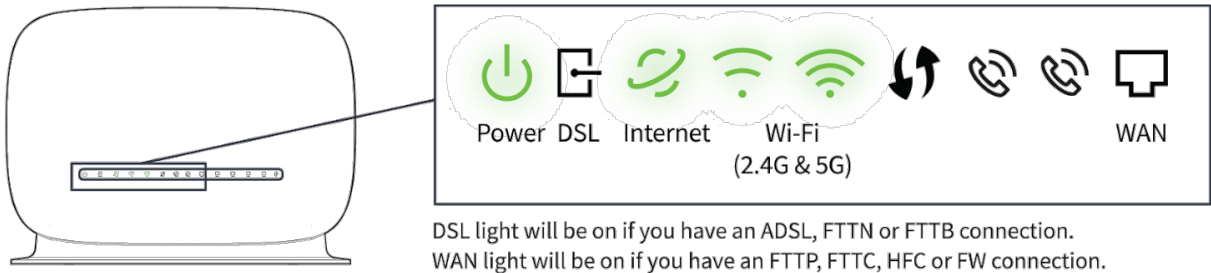 Power DSL Internet Wi-Fi WAN
(2.4G & 5G)
DSL light will be on if you have an ADSL, FTTN or FTTB connection.
WAN light will be on if you have an FTTP, FTTC, HFC or FW connection.